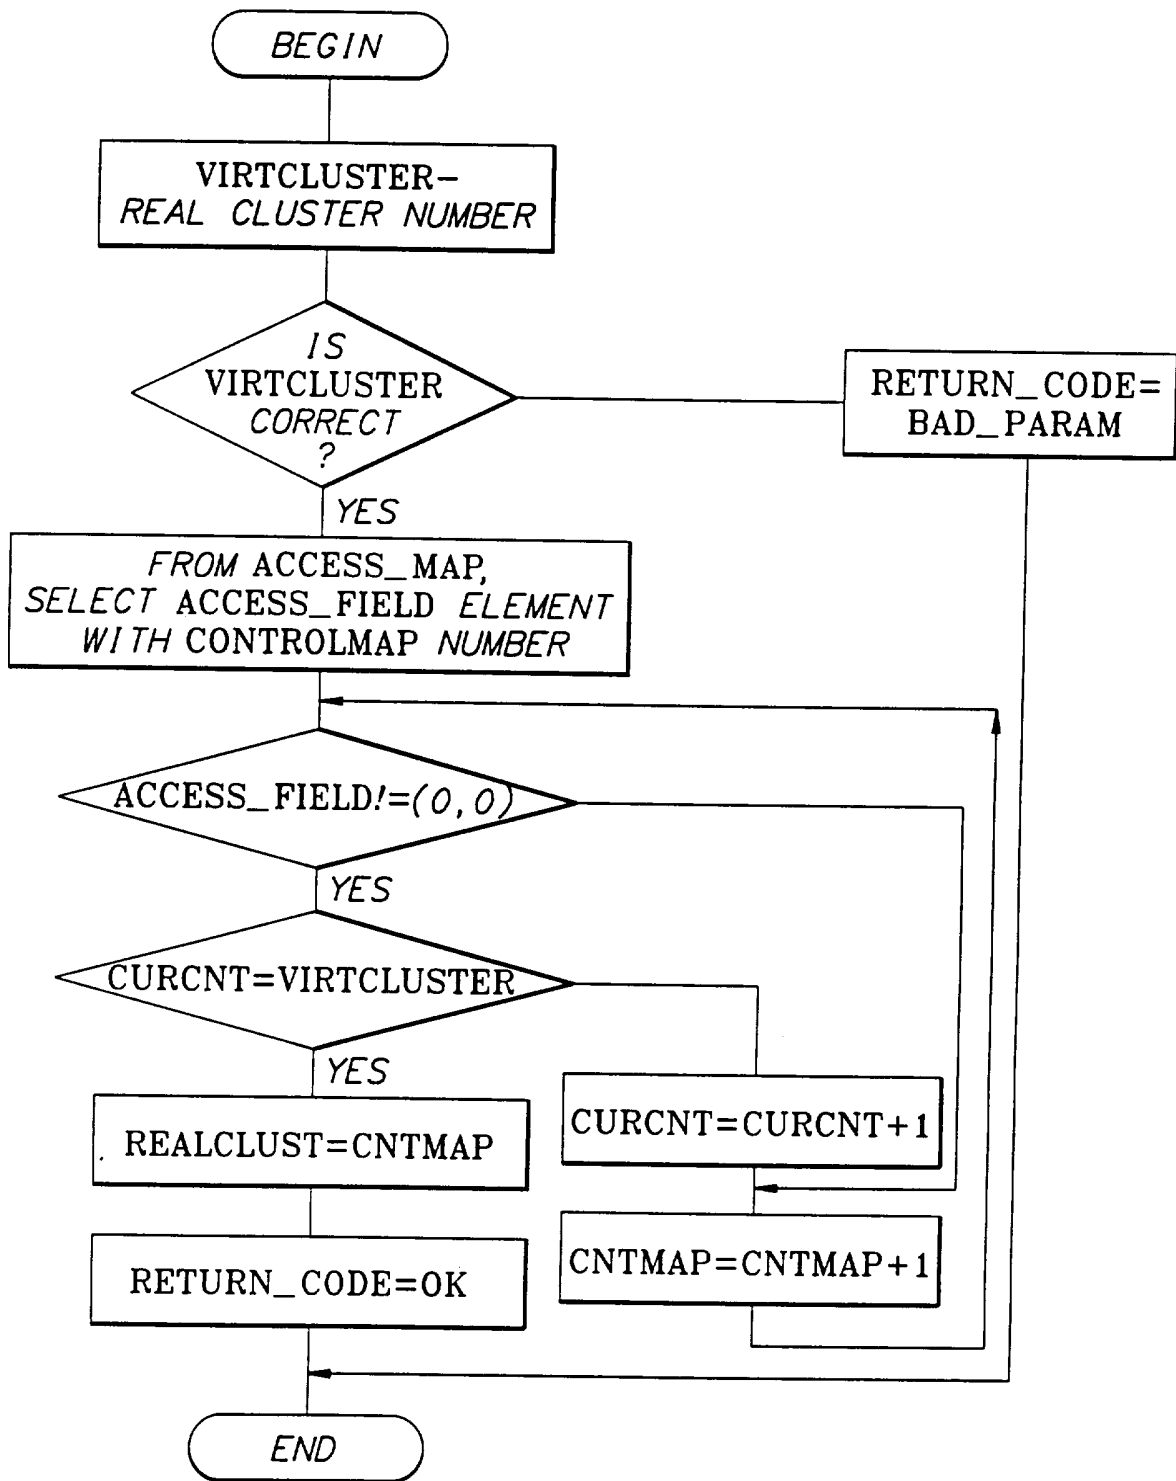 BEGIN
VIRTCLUSTER-
REAL CLUSTER NUMBER
IS
VIRTCLUSTER
CORRECT
?
RETURN_CODE=
BAD_PARAM
YES
FROM ACCESS_MAP,
SELECT ACCESS_FIELD ELEMENT
WITH CONTROLMAP NUMBER
ACCESS_FIELD!=(0,0)
YES
CURCNT=VIRTCLUSTER
YES
REALCLUST=CNTMAP
CURCNT=CURCNT+1
RETURN_CODE=OK
CNTMAP=CNTMAP+1
END